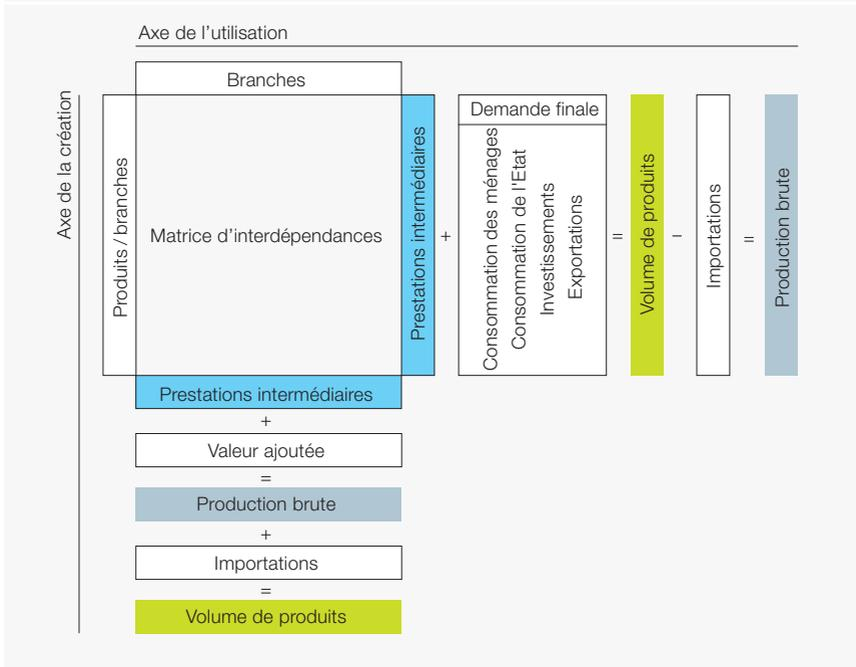 Axe de l’utilisation
Axe de la création
Branches
Produits / branches
Matrice d’interdépendances
Prestations intermédiaires
+
Demande finale
Consommation des ménages
Consommation de l'Etat
Investissements
Exportations
=
Volume de produits
–
Importations
=
Production brute
Prestations intermédiaires
+
Valeur ajoutée
=
Production brute
+
Importations
=
Volume de produits